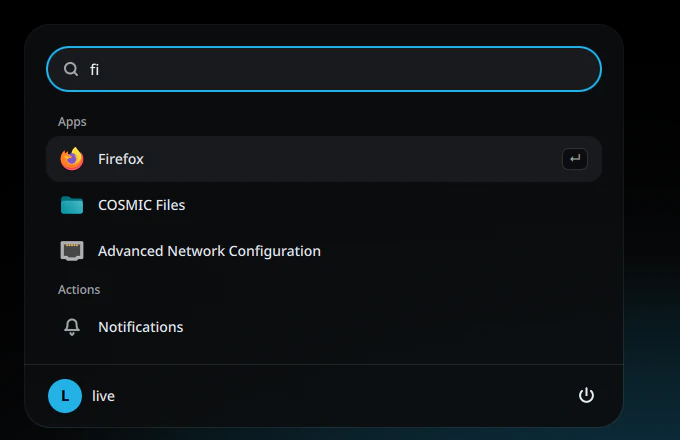 fi
Apps
Firefox
COSMIC Files
Advanced Network Configuration
Actions
Notifications
L live